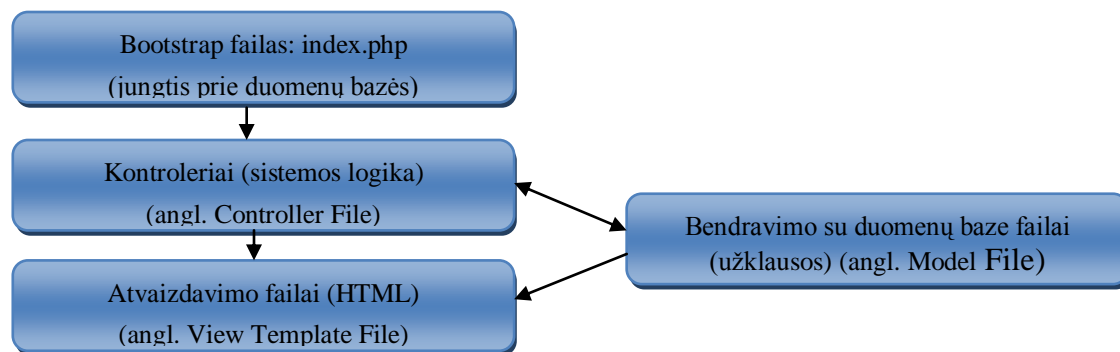 Bootstrap failas: index.php
(jungtis prie duomenų bazės)
Kontroleriai (sistemos logika)
(angl. Controller File)
Bendravimo su duomenų baze failai
(užklausos) (angl. Model File)
Atvaizdavimo failai (HTML)
(angl. View Template File)